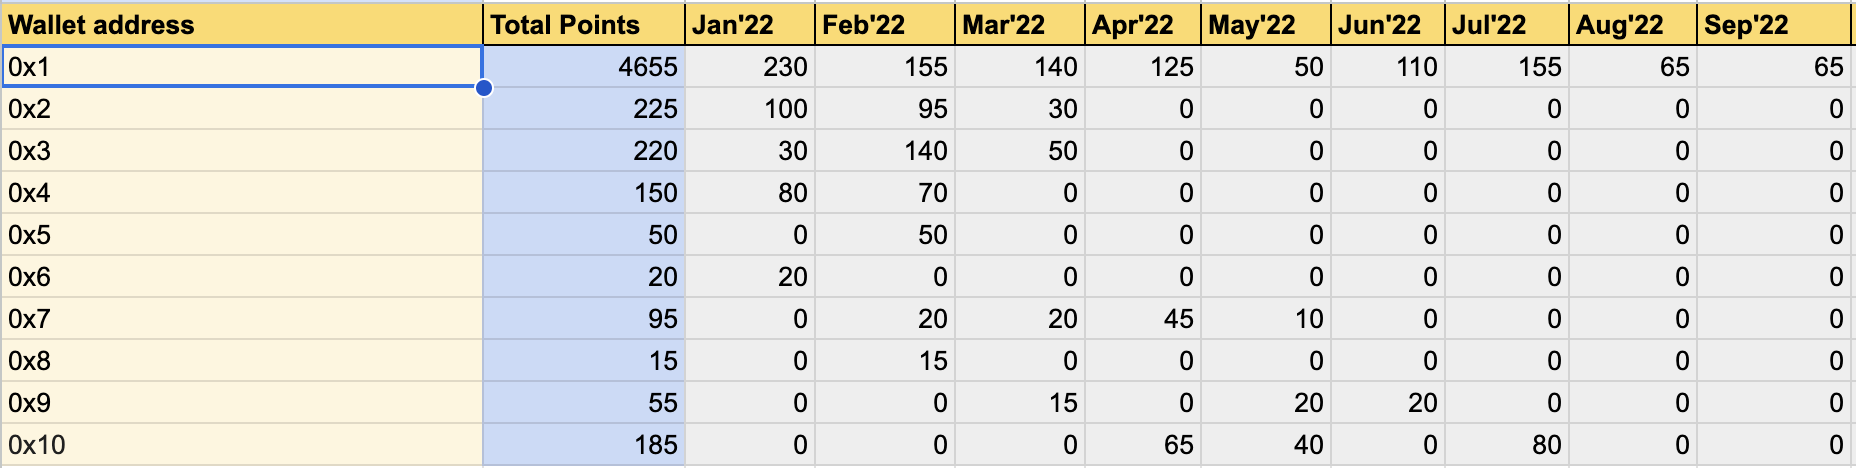 Wallet address Total Points Jan'22 Feb'22 Mar'22 Apr'22 May'22 Jun'22 Jul'22 Aug'22 Sep'22
0x1 4655 230 155 140 125 50 110 155 65 65
0x2 225 100 95 30 0 0 0 0 0 0
0x3 220 30 140 50 0 0 0 0 0 0
0x4 150 80 70 0 0 0 0 0 0 0
0x5 50 0 50 0 0 0 0 0 0 0
0x6 20 20 0 0 0 0 0 0 0 0
0x7 95 0 20 20 45 10 0 0 0 0
0x8 15 0 15 0 0 0 0 0 0 0
0x9 55 0 0 15 0 20 20 0 0 0
0x10 185 0 0 0 65 40 0 80 0 0